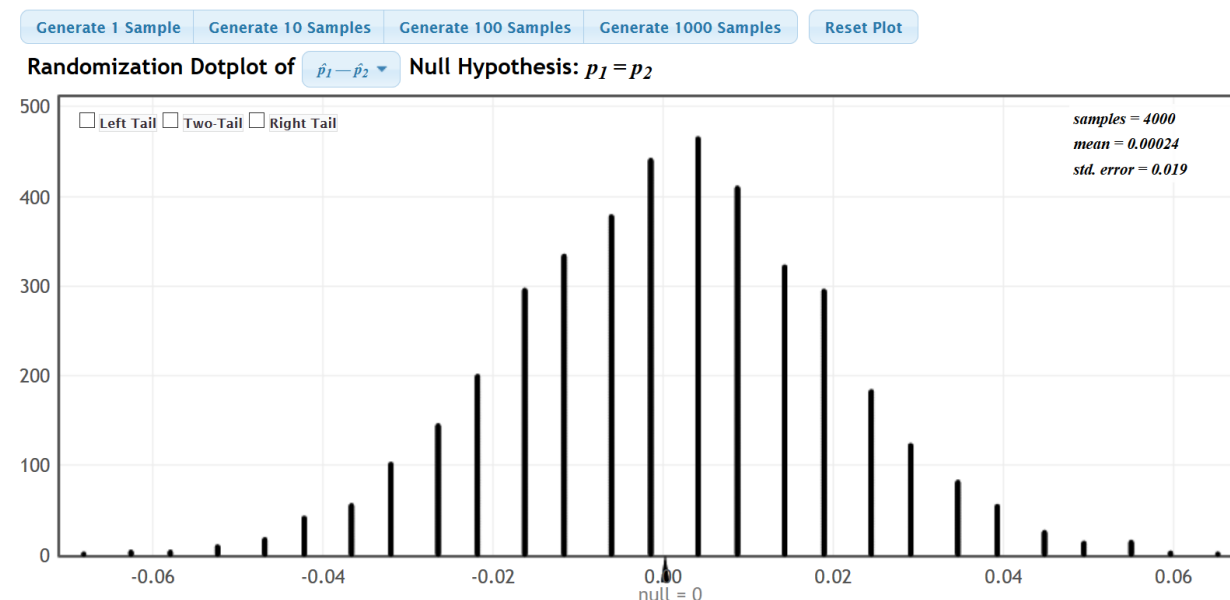 Generate 1 Sample Generate 10 Samples Generate 100 Samples Generate 1000 Samples Reset Plot
Randomization Dotplot of p̂₁ — p̂₂ Null Hypothesis: p₁ = p₂
500
Left Tail Two-Tail Right Tail
samples = 4000
mean = 0.00024
std. error = 0.019
400
300
200
100
0
-0.06 -0.04 -0.02 0.00 0.02 0.04 0.06
null = 0